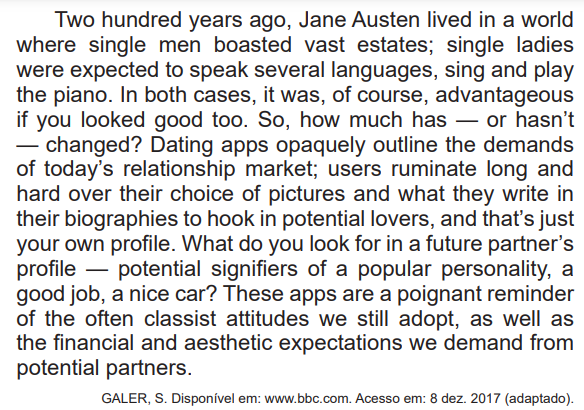 Two hundred years ago, Jane Austen lived in a world
where single men boasted vast estates; single ladies
were expected to speak several languages, sing and play
the piano. In both cases, it was, of course, advantageous
if you looked good too. So, how much has — or hasn't
— changed? Dating apps opaquely outline the demands
of today's relationship market; users ruminate long and
hard over their choice of pictures and what they write in
their biographies to hook in potential lovers, and that's just
your own profile. What do you look for in a future partner's
profile — potential signifiers of a popular personality, a
good job, a nice car? These apps are a poignant reminder
of the often classist attitudes we still adopt, as well as
the financial and aesthetic expectations we demand from
potential partners.
GALER, S. Disponível em: www.bbc.com. Acesso em: 8 dez. 2017 (adaptado).